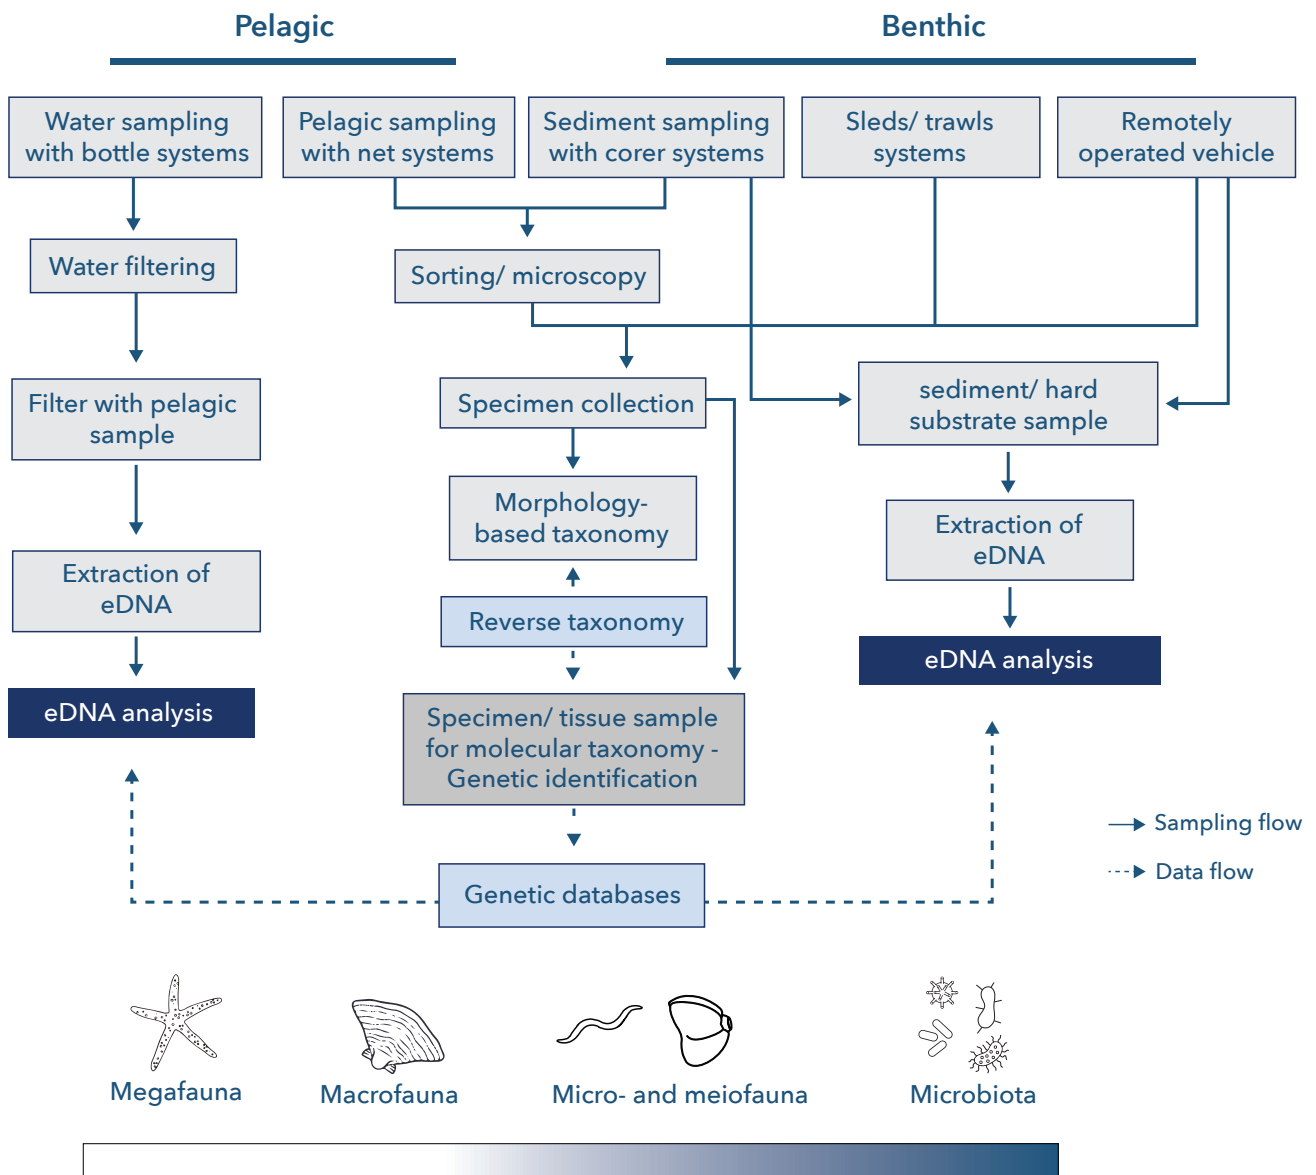 Pelagic
Benthic
Water sampling
with bottle systems
Pelagic sampling
with net systems
Sediment sampling
with corer systems
Sleds/ trawls
systems
Remotely
operated vehicle
Water filtering
Sorting/ microscopy
Filter with pelagic
sample
Specimen collection
sediment/ hard
substrate sample
Morphology-
based taxonomy
Extraction of
eDNA
Extraction of
eDNA
Reverse taxonomy
eDNA analysis
eDNA analysis
Specimen/ tissue sample
for molecular taxonomy -
Genetic identification
Sampling flow
Data flow
Genetic databases
Megafauna
Macrofauna
Micro- and meiofauna
Microbiota